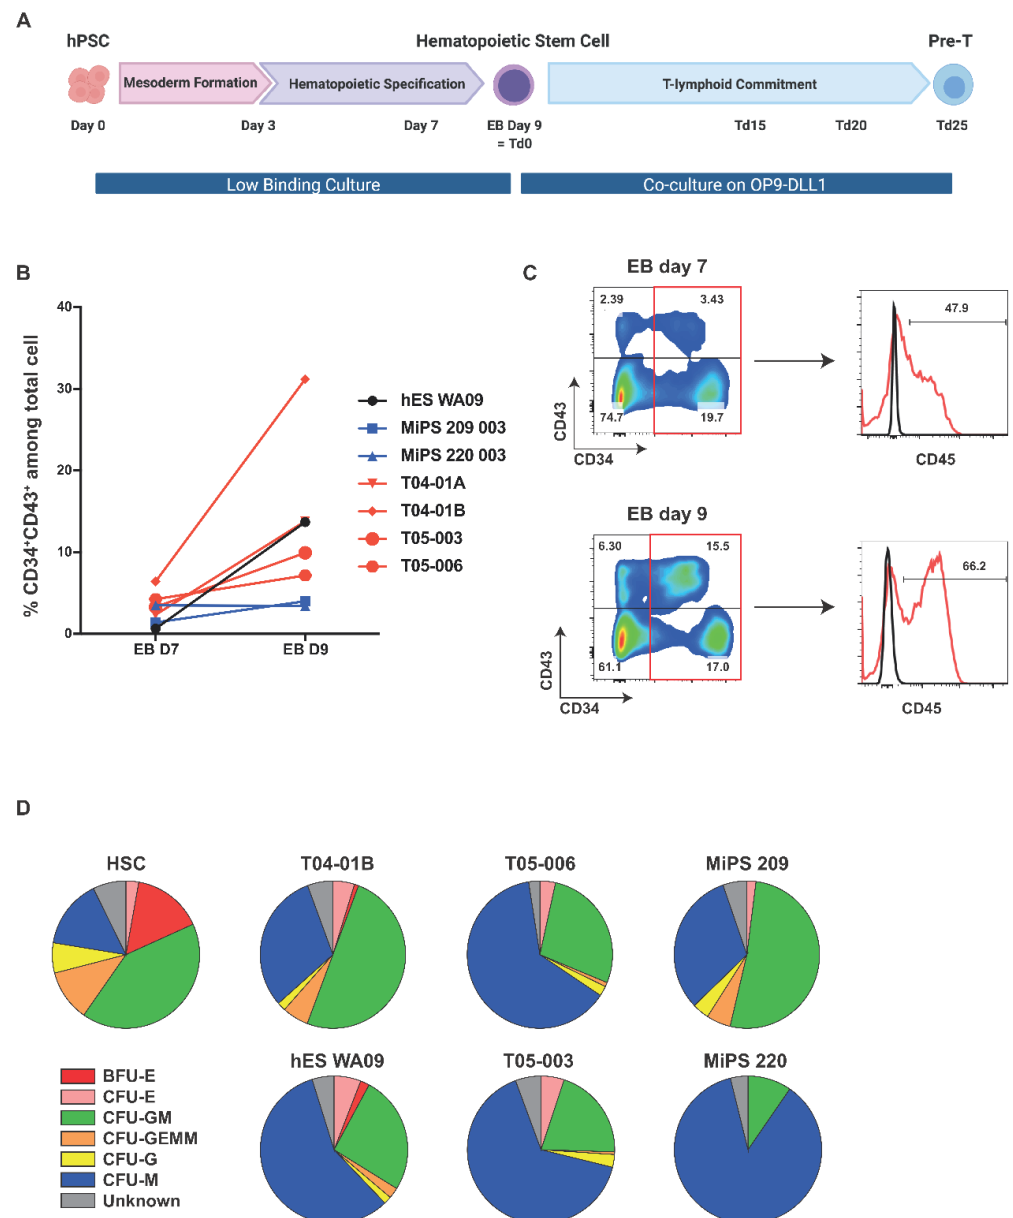 A
hPSC
Hematopoietic Stem Cell
Pre-T
Mesoderm Formation
Hematopoietic Specification
T-lymphoid Commitment
Day 0
Day 3
Day 7
EB Day 9
= Td0
Td15
Td20
Td25
Low Binding Culture
Co-culture on OP9-DLL1
B
% CD34+CD43+ among total cell
40
30
20
10
0
EB D7
EB D9
hES WA09
MiPS 209 003
MiPS 220 003
T04-01A
T04-01B
T05-003
T05-006
C
EB day 7
2.39
3.43
74.7
19.7
CD43
CD34
47.9
CD45
EB day 9
6.30
15.5
61.1
17.0
CD43
CD34
66.2
CD45
D
HSC
T04-01B
T05-006
MiPS 209
hES WA09
T05-003
MiPS 220
BFU-E
CFU-E
CFU-GM
CFU-GEMM
CFU-G
CFU-M
Unknown